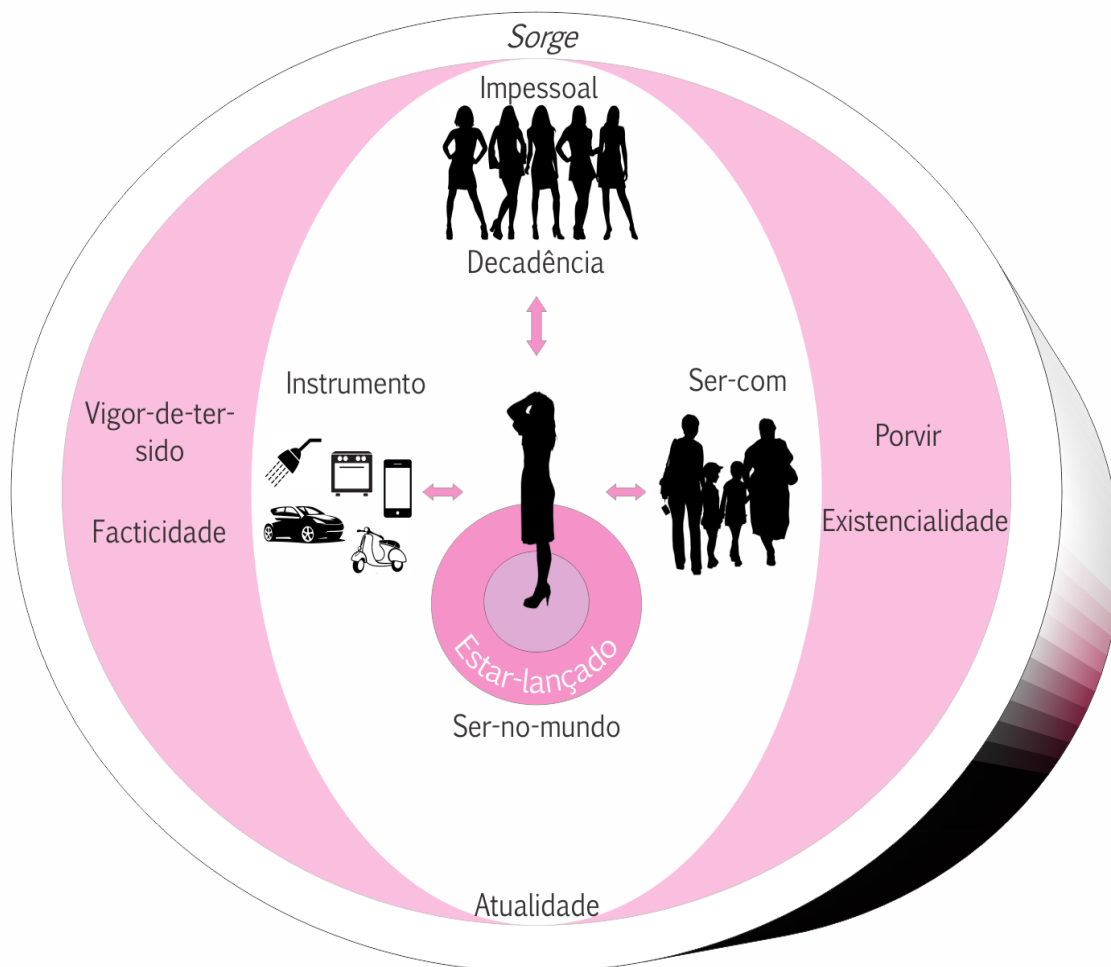 Sorge
Impessoal
Decadência
Instrumento
Ser-com
Vigor-de-ter-
sido
Porvir
Facticidade
Existencialidade
Estar-lançado
Ser-no-mundo
Atualidade